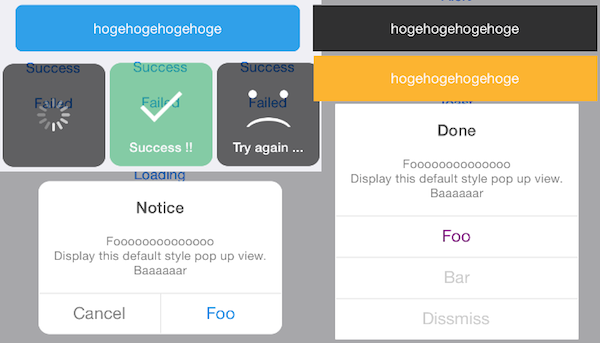 hogehogehogehoge
Success
Success
Success
Failed
Failed
Failed
Success !!
Try again ...
Loading
Notice
Foooooooooooooo
Display this default style pop up view.
Baaaaaar
Cancel
Foo
hogehogehogehoge
hogehogehogehoge
Done
Foooooooooooooo
Display this default style pop up view.
Baaaaaar
Foo
Bar
Dissmiss